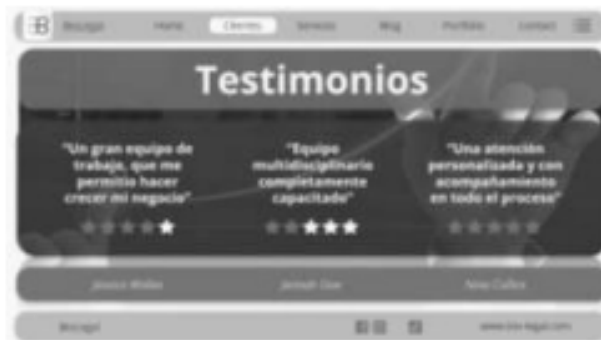 Home Clientes Servicios Blog Portfolio Contact
Testimonios
"Un gran equipo de
trabajo, que me
permitio hacer
crecer mi negocio"
"Equipo
multidisciplinario
completamente
capacitado"
"Una atención
personalizada y con
acompañamiento
en todo el proceso"